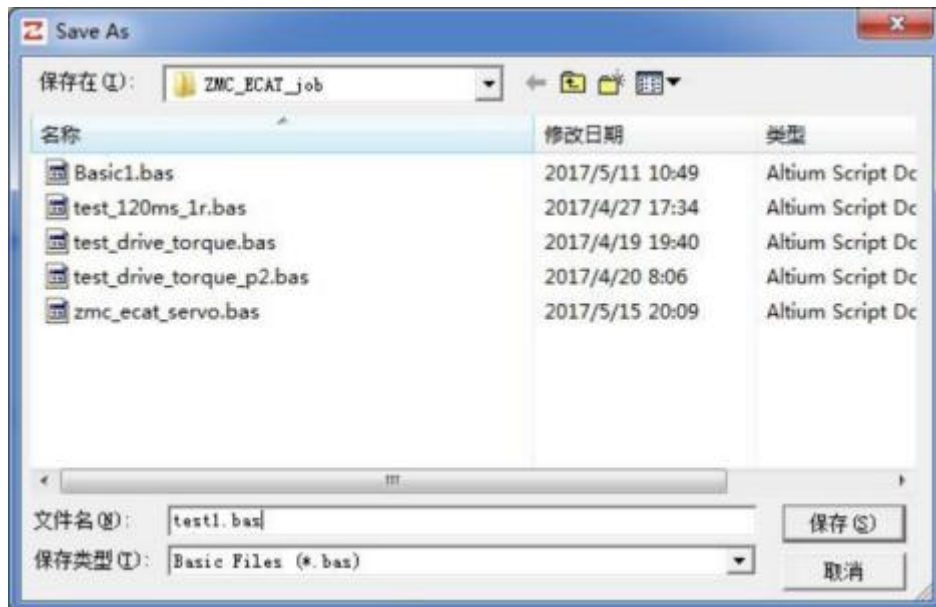 Save As
保存在(I): ZMC_ECAT_job
名称 修改日期 类型
Basic1.bas 2017/5/11 10:49 Altium Script Dc
test_120ms_1r.bas 2017/4/27 17:34 Altium Script Dc
test_drive_torque.bas 2017/4/19 19:40 Altium Script Dc
test_drive_torque_p2.bas 2017/4/20 8:06 Altium Script Dc
zmc_ecat_servo.bas 2017/5/15 20:09 Altium Script Dc
文件名(N): test1.bas 保存(S)
保存类型(T): Basic Files (*.bas) 取消